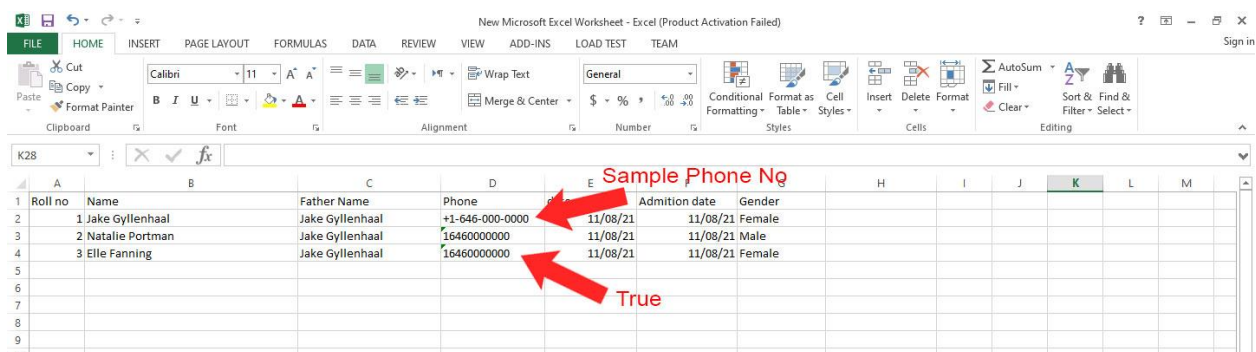 New Microsoft Excel Worksheet - Excel (Product Activation Failed)
FILE HOME INSERT PAGE LAYOUT FORMULAS DATA REVIEW VIEW ADD-INS LOAD TEST TEAM Sign in
Cut
Copy
Format Painter
Paste
Clipboard
Calibri 11
B I U
Font
Wrap Text
Merge & Center
Alignment
General
$ % ,
Number
Conditional Formatting
Format as Table
Cell Styles
Styles
Insert Delete Format
Cells
AutoSum
Fill
Clear
Sort & Filter
Find & Select
Editing
K28 fx
Sample Phone No
A B C D E F G H I J K L M
1 Roll no Name Father Name Phone Admition date Gender
2 1 Jake Gyllenhaal Jake Gyllenhaal +1-646-000-0000 11/08/21 11/08/21 Female
3 2 Natalie Portman Jake Gyllenhaal 16460000000 11/08/21 11/08/21 Male
4 3 Elle Fanning Jake Gyllenhaal 16460000000 11/08/21 11/08/21 Female
5
6
7
True
8
9